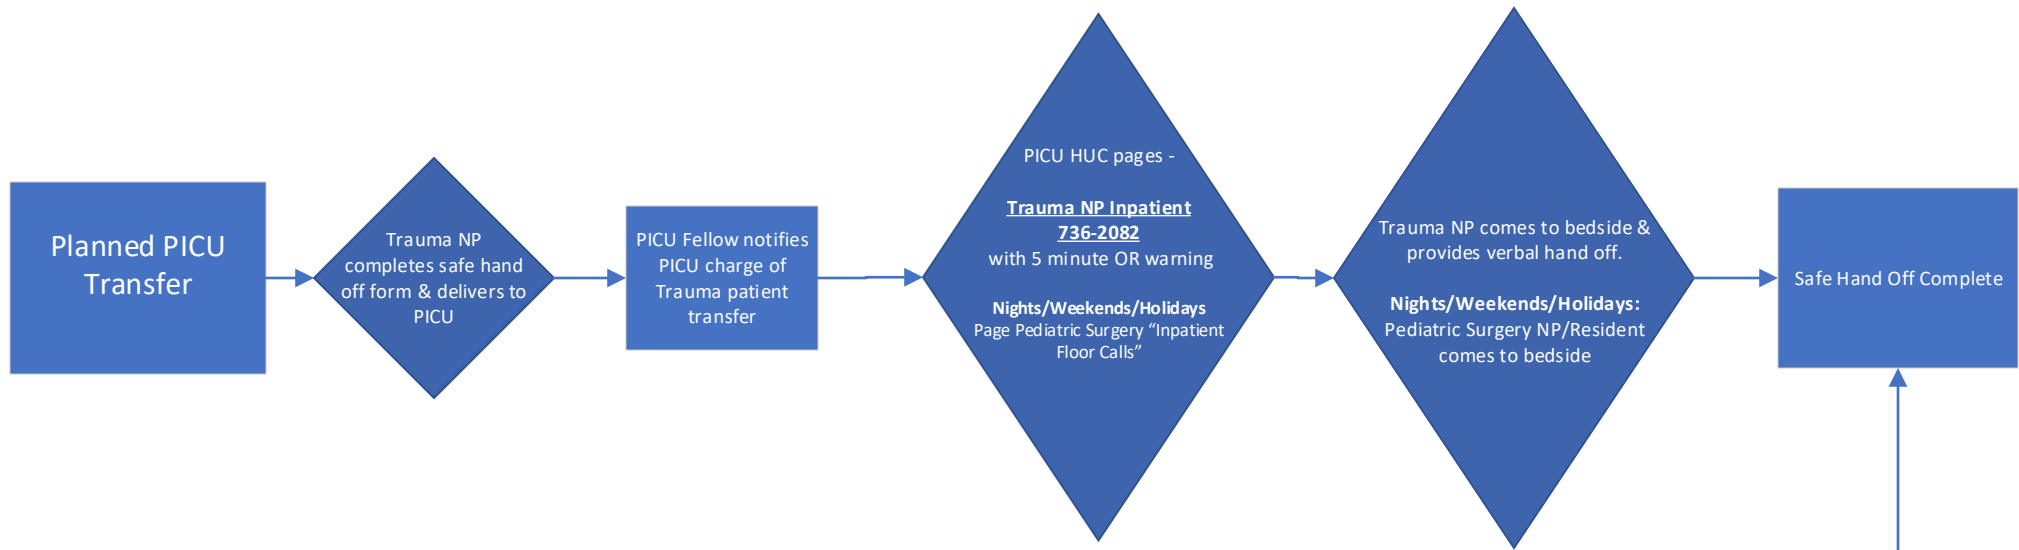 Planned PICU
Transfer
Trauma NP
completes safe hand
off form & delivers to
PICU
PICU Fellow notifies
PICU charge of
Trauma patient
transfer
PICU HUC pages -
Trauma NP Inpatient
736-2082
with 5 minute OR warning
Nights/Weekends/Holidays
Page Pediatric Surgery “Inpatient
Floor Calls”
Trauma NP comes to bedside &
provides verbal hand off.
Nights/Weekends/Holidays:
Pediatric Surgery NP/Resident
comes to bedside
Safe Hand Off Complete